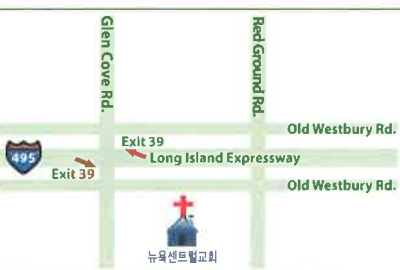 Glen Cove Rd.
Red Ground Rd.
Old Westbury Rd.
Exit 39
495
Long Island Expressway
Exit 39
Old Westbury Rd.
뉴욕센트럴교회